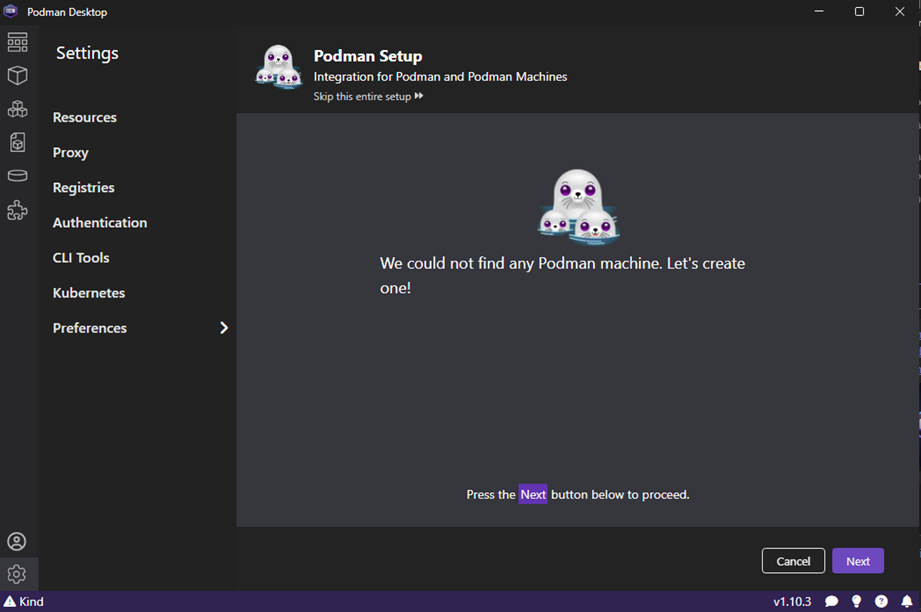 Podman Desktop
Settings
Resources
Proxy
Registries
Authentication
CLI Tools
Kubernetes
Preferences
Podman Setup
Integration for Podman and Podman Machines
Skip this entire setup
We could not find any Podman machine. Let's create
one!
Press the Next button below to proceed.
Cancel
Next
Kind
v1.10.3